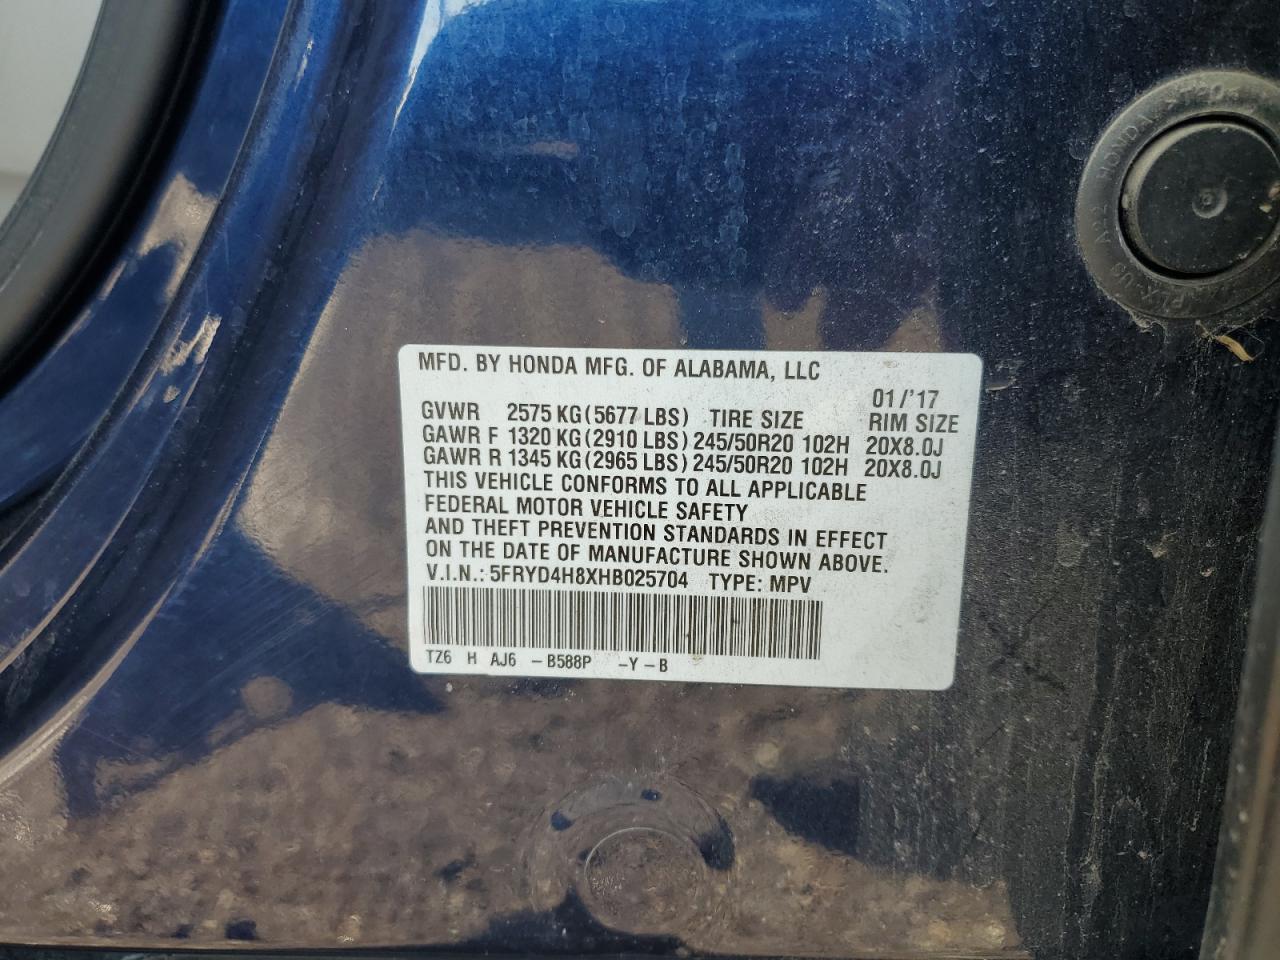 MFD. BY HONDA MFG. OF ALABAMA, LLC
01/'17
GVWR 2575 KG(5677 LBS) TIRE SIZE RIM SIZE
GAWR F 1320 KG(2910 LBS) 245/50R20 102H 20X8.0J
GAWR R 1345 KG(2965 LBS) 245/50R20 102H 20X8.0J
THIS VEHICLE CONFORMS TO ALL APPLICABLE
FEDERAL MOTOR VEHICLE SAFETY
AND THEFT PREVENTION STANDARDS IN EFFECT
ON THE DATE OF MANUFACTURE SHOWN ABOVE.
V.I.N.: 5FRYD4H8XHB025704 TYPE: MPV
TZ6 H AJ6 -B588P -Y-B
HONDA